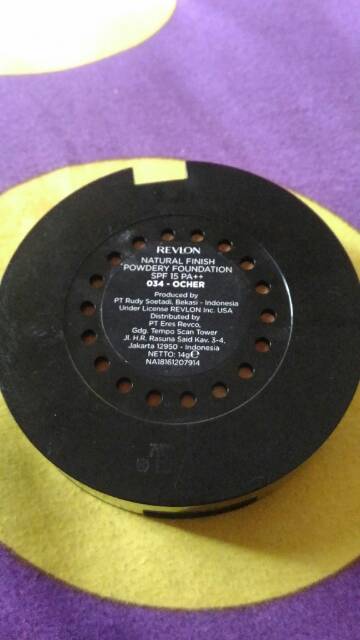 REVLON
NATURAL FINISH
POWDERY FOUNDATION
SPF 15 PA++
034 - OCHER
Produced by
PT Rudy Soetadi, Bekasi - Indonesia
Under License REVLON Inc. USA
Distributed by
PT Eres Revco,
Gdg. Tempo Scan Tower
Jl. H.R. Rasuna Said Kav. 3-4,
Jakarta 12950 - Indonesia
NETTO: 14g℮
NA18161207914